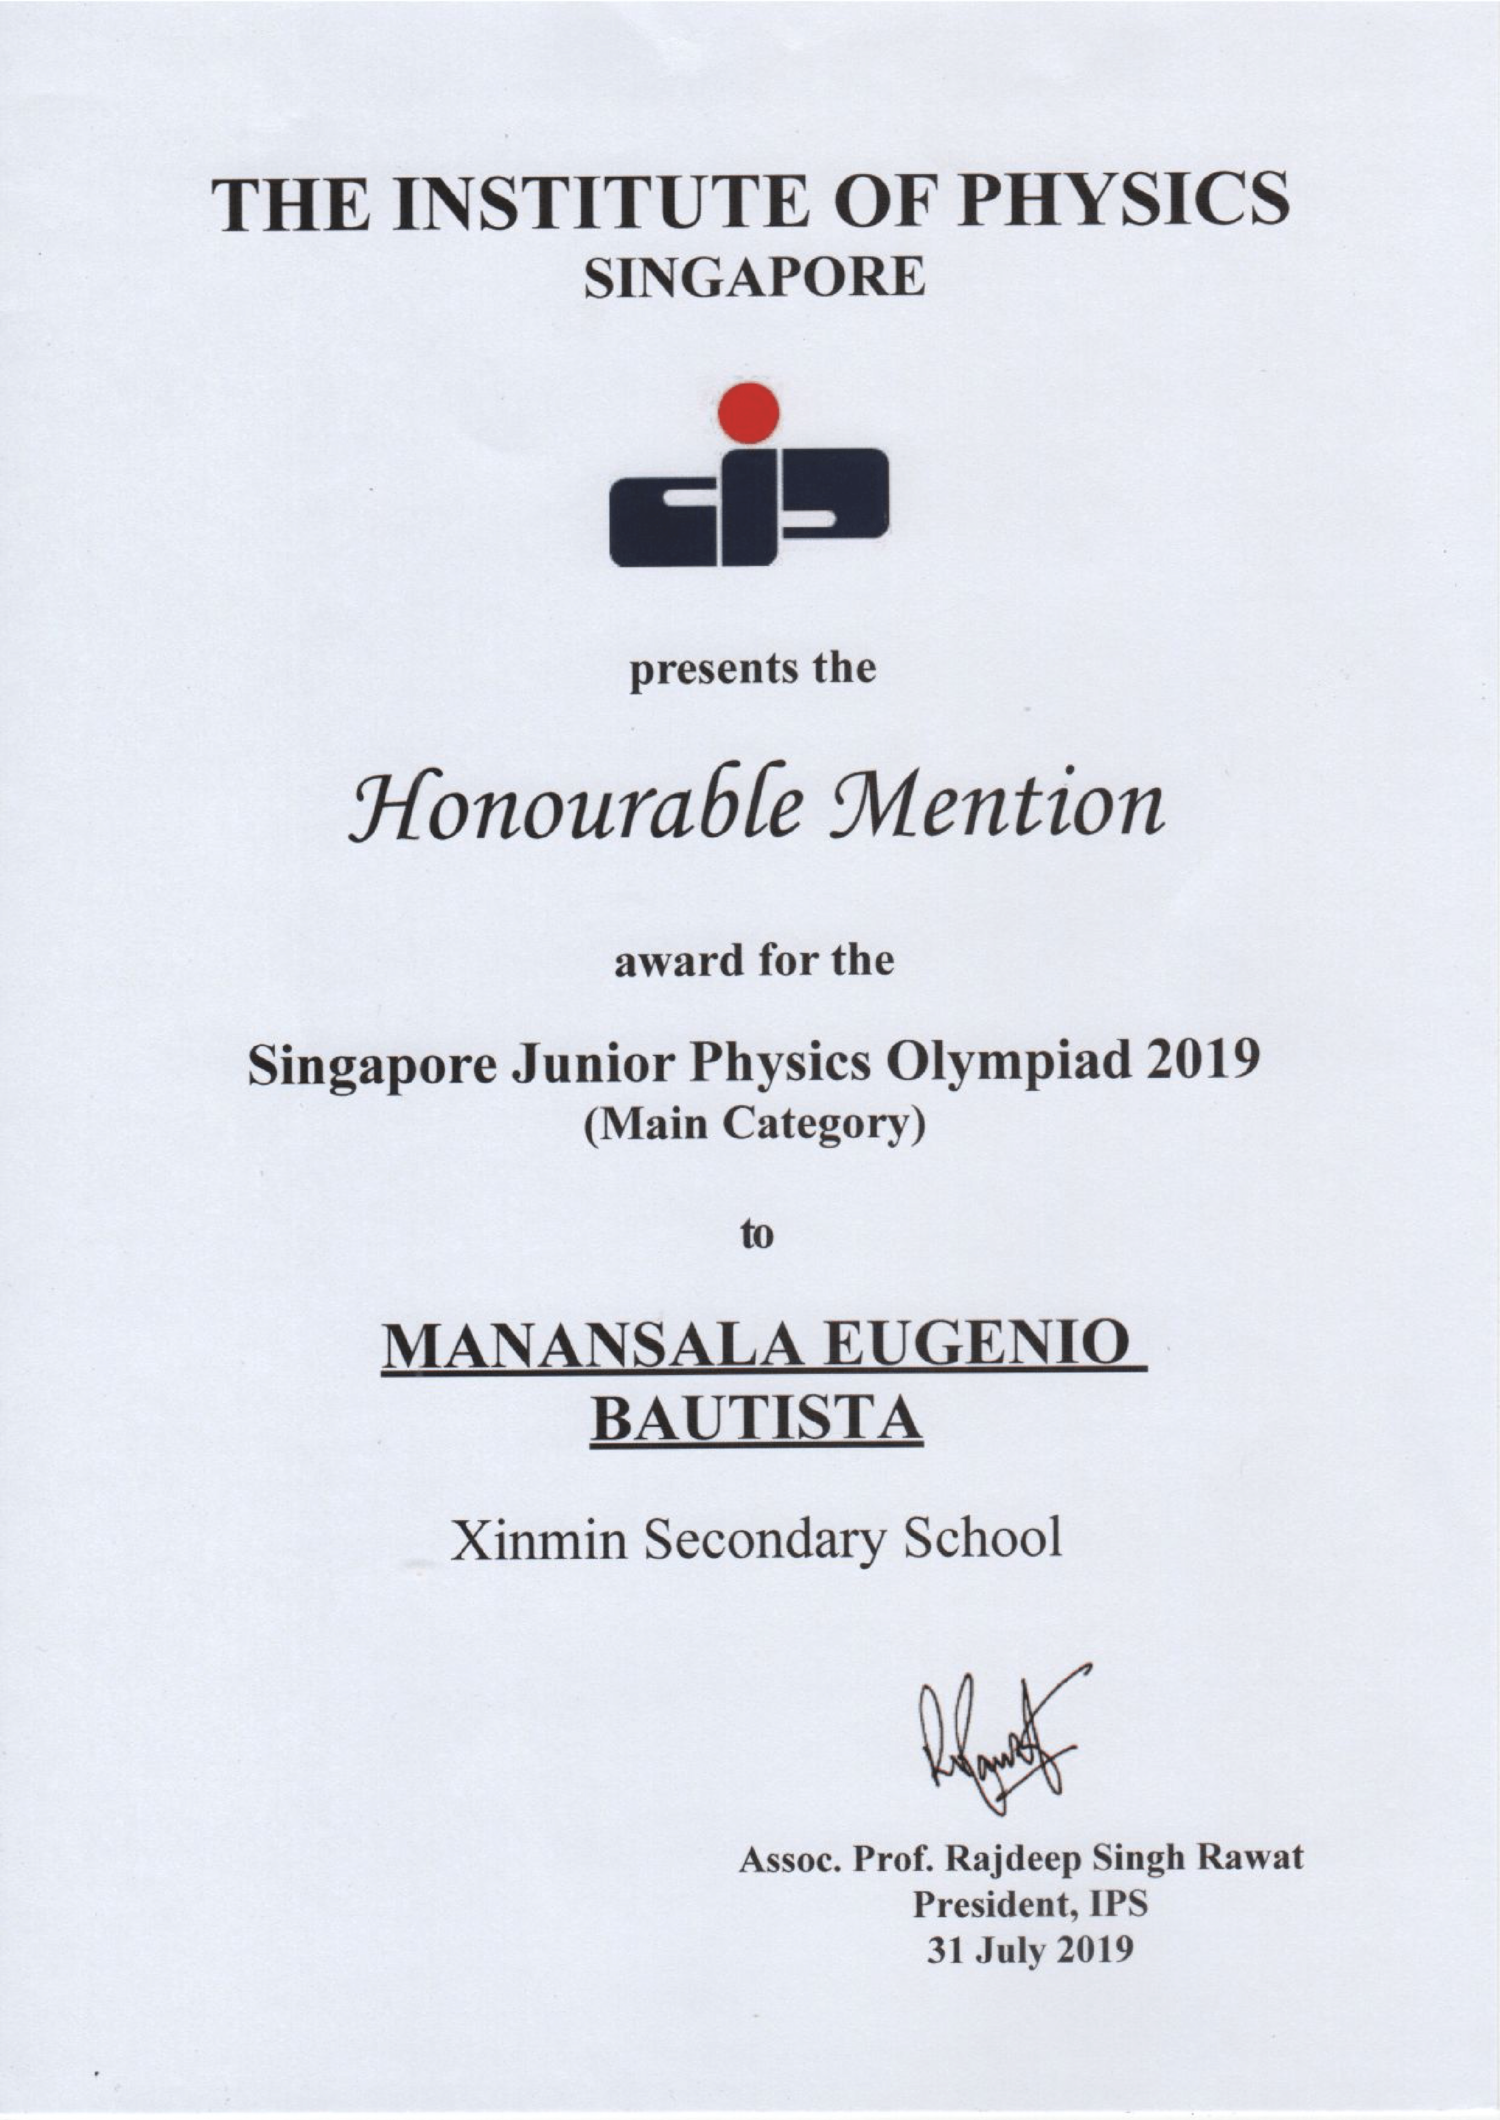 THE INSTITUTE OF PHYSICS
SINGAPORE
presents the
Honourable Mention
award for the
Singapore Junior Physics Olympiad 2019
(Main Category)
to
MANANSALA EUGENIO
BAUTISTA
Xinmin Secondary School
Assoc. Prof. Rajdeep Singh Rawat
President, IPS
31 July 2019